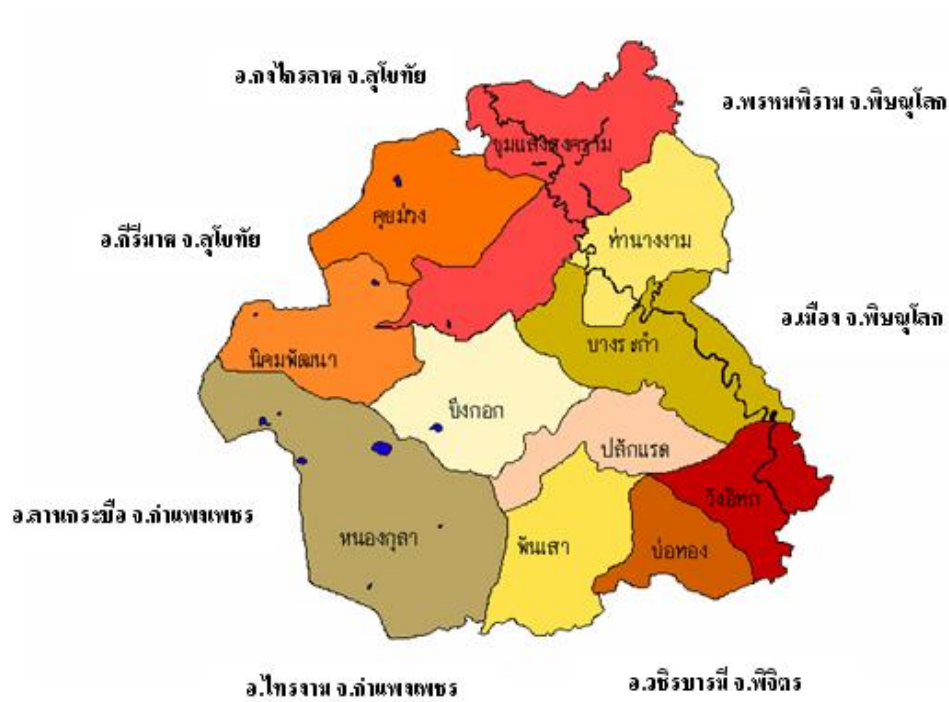 อ.กงไกรลาศ จ.สุโขทัย
อ.พรหมพิราม จ.พิษณุโลก
ชุมแสงสงคราม
คุยม่วง
ท่านางงาม
อ.คีรีมาศ จ.สุโขทัย
อ.เมือง จ.พิษณุโลก
บางระกำ
นิคมพัฒนา
บึงกอก
ปลักแรด
วังอิทก
อ.ลานกระบือ จ.กำแพงเพชร
หนองกุลา
พันเสา
บ่อทอง
อ.ไทรงาม จ.กำแพงเพชร
อ.วชิรบารมี จ.พิจิตร